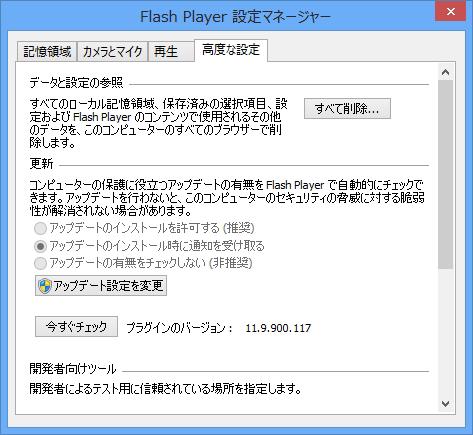 Flash Player 設定マネージャー
記憶領域 カメラとマイク 再生 高度な設定
データと設定の参照
すべてのローカル記憶領域、保存済みの選択項目、設
定および Flash Player のコンテンツで使用されるその他
のデータを、このコンピューターのすべてのブラウザーで削
除します。
すべて削除...
更新
コンピューターの保護に役立つアップデートの有無を Flash Player で自動的にチェックで
きます。アップデートを行わないと、このコンピューターのセキュリティの脅威に対する脆弱
性が解消されない場合があります。
アップデートのインストールを許可する (推奨)
アップデートのインストール時に通知を受け取る
アップデートの有無をチェックしない (非推奨)
アップデート設定を変更
今すぐチェック プラグインのバージョン： 11.9.900.117
開発者向けツール
開発者によるテスト用に信頼されている場所を指定します。